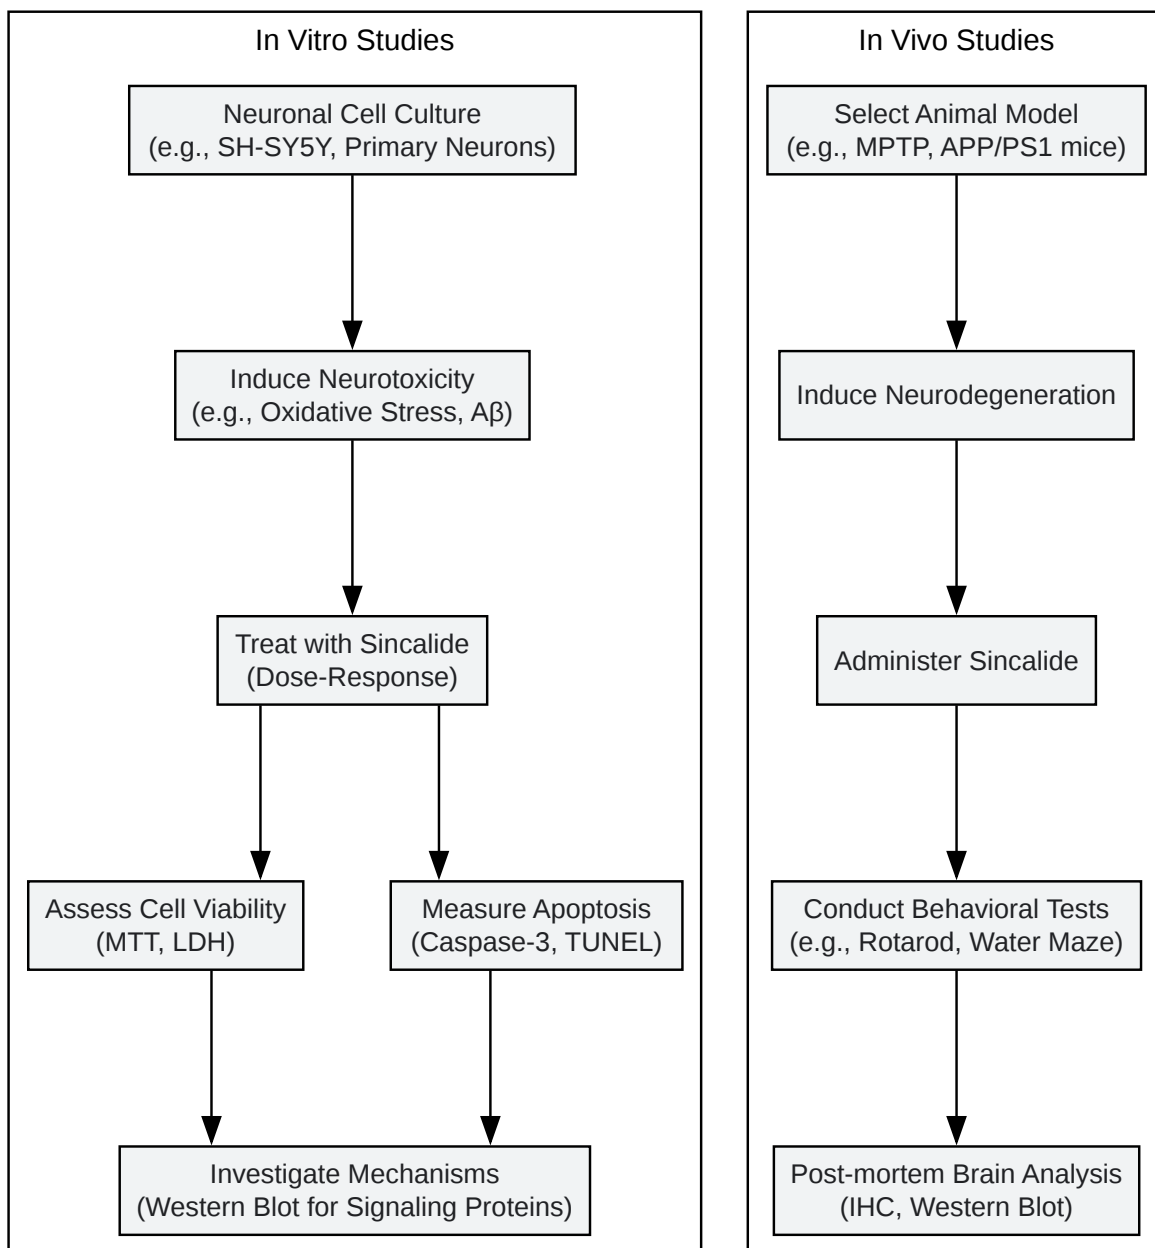 In Vitro Studies
Neuronal Cell Culture
(e.g., SH-SY5Y, Primary Neurons)
Induce Neurotoxicity
(e.g., Oxidative Stress, Aβ)
Treat with Sincalide
(Dose-Response)
Assess Cell Viability
(MTT, LDH)
Measure Apoptosis
(Caspase-3, TUNEL)
Investigate Mechanisms
(Western Blot for Signaling Proteins)
In Vivo Studies
Select Animal Model
(e.g., MPTP, APP/PS1 mice)
Induce Neurodegeneration
Administer Sincalide
Conduct Behavioral Tests
(e.g., Rotarod, Water Maze)
Post-mortem Brain Analysis
(IHC, Western Blot)